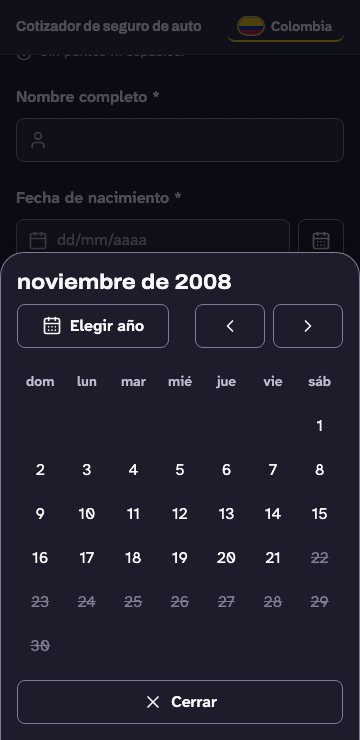 Cotizador de seguro de auto
Colombia
Nombre completo *
Fecha de nacimiento *
dd/mm/aaaa
noviembre de 2008
Elegir año
dom lun mar mié jue vie sáb
1
2 3 4 5 6 7 8
9 10 11 12 13 14 15
16 17 18 19 20 21 22
23 24 25 26 27 28 29
30
Cerrar